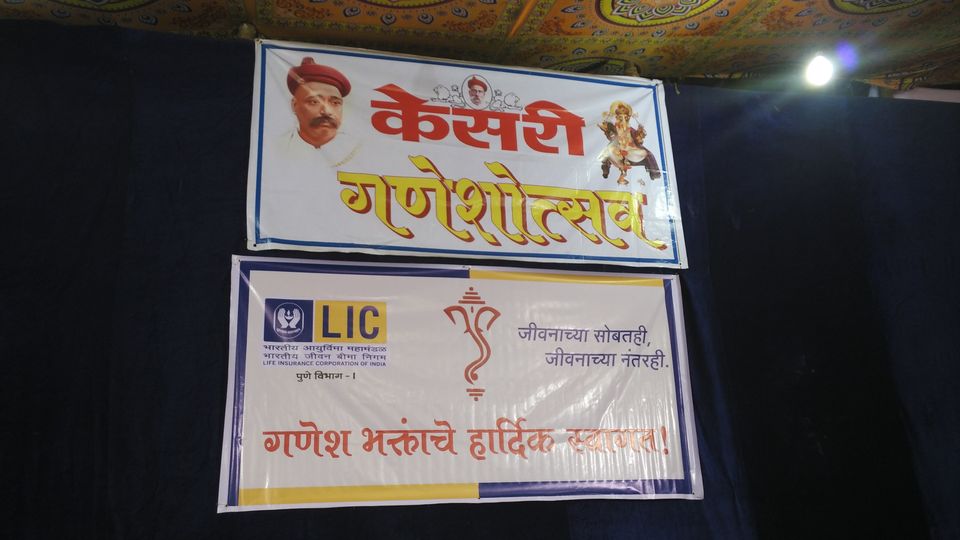 केसरी
गणेशोत्सव
LIC
भारतीय आयुर्विमा महामंडळ
भारतीय जीवन बीमा निगम
LIFE INSURANCE CORPORATION OF INDIA
पुणे विभाग - I
जीवनाच्या सोबतही,
जीवनाच्या नंतरही.
गणेश भक्तांचे हार्दिक स्वागत!